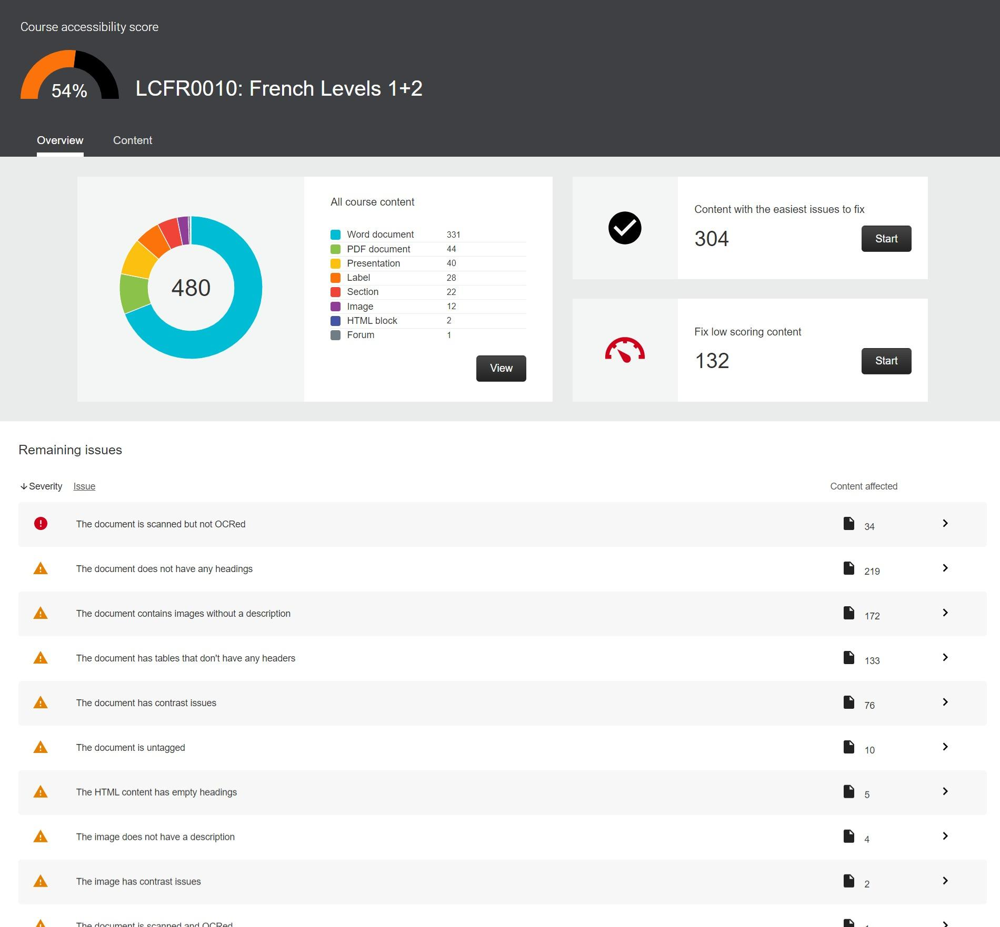 Course accessibility score
54%
LCFR0010: French Levels 1+2
Overview Content
480
All course content
Word document 331
PDF document 44
Presentation 40
Label 28
Section 22
Image 12
HTML block 2
Forum 1
View
Content with the easiest issues to fix
304
Start
Fix low scoring content
132
Start
Remaining issues
Severity Issue Content affected
The document is scanned but not OCRed 34
The document does not have any headings 219
The document contains images without a description 172
The document has tables that don't have any headers 133
The document has contrast issues 76
The document is untagged 10
The HTML content has empty headings 5
The image does not have a description 4
The image has contrast issues 2
The document is scanned and OCRed